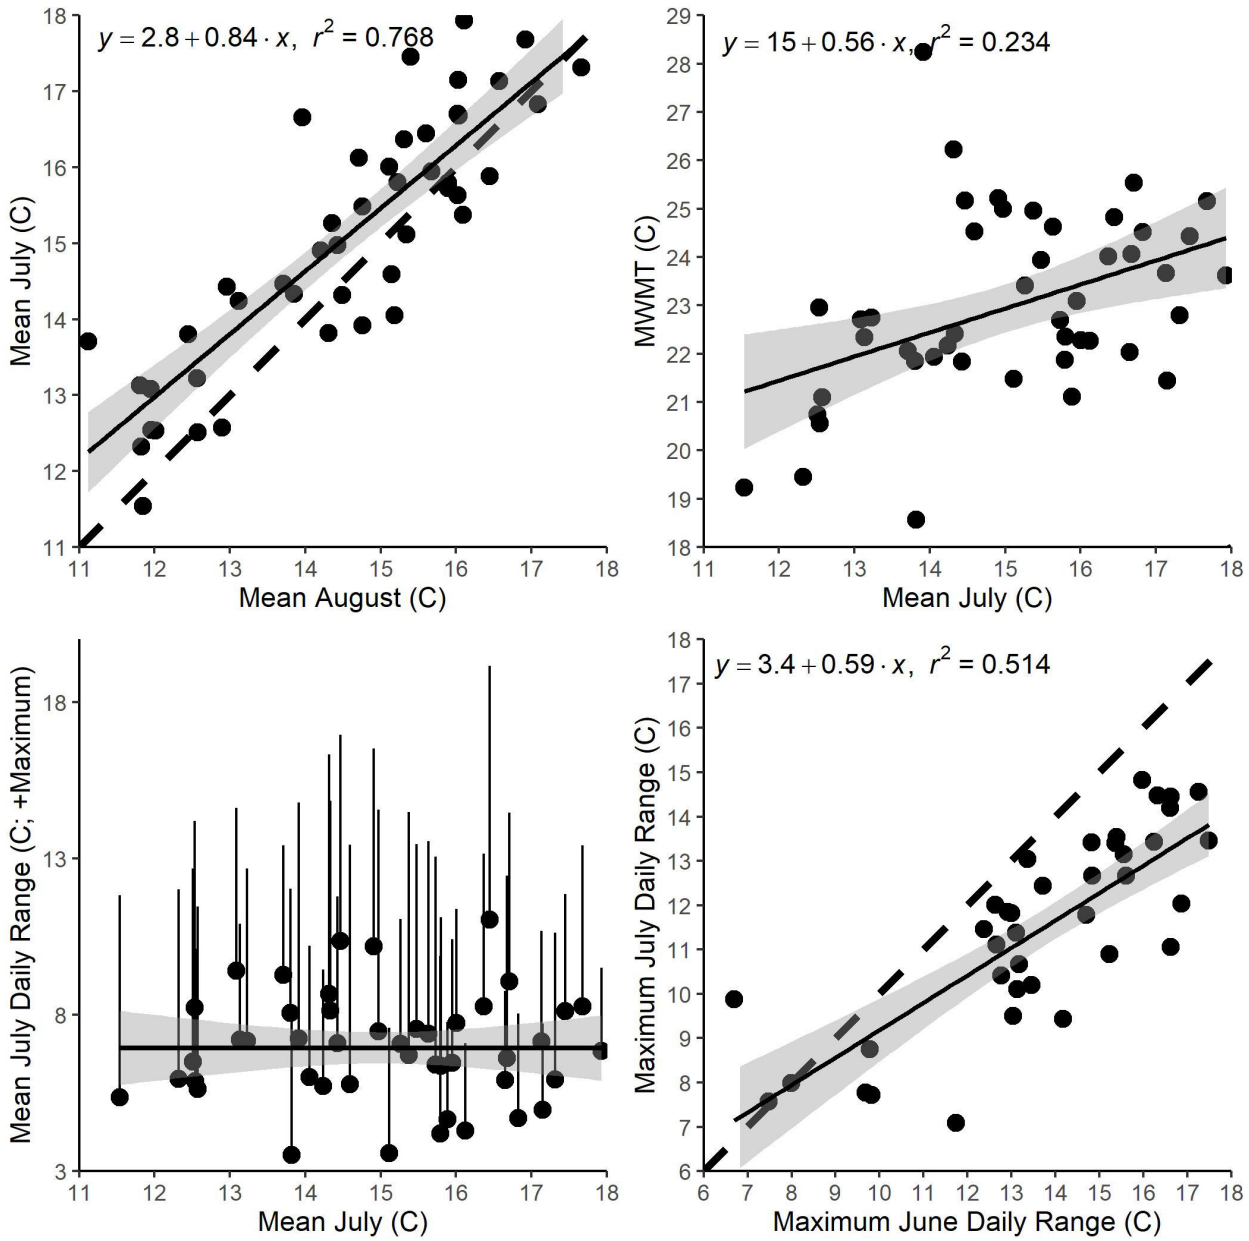 y = 2.8 + 0.84 · x, r² = 0.768
18
17
16
15
14
13
12
11
Mean July (C)
11 12 13 14 15 16 17 18
Mean August (C)
y = 15 + 0.56 · x, r² = 0.234
29
28
27
26
25
24
23
22
21
20
19
18
MWMT (C)
11 12 13 14 15 16 17 18
Mean July (C)
18
13
8
3
Mean July Daily Range (C; +Maximum)
11 12 13 14 15 16 17 18
Mean July (C)
y = 3.4 + 0.59 · x, r² = 0.514
18
17
16
15
14
13
12
11
10
9
8
7
6
Maximum July Daily Range (C)
6 7 8 9 10 11 12 13 14 15 16 17 18
Maximum June Daily Range (C)